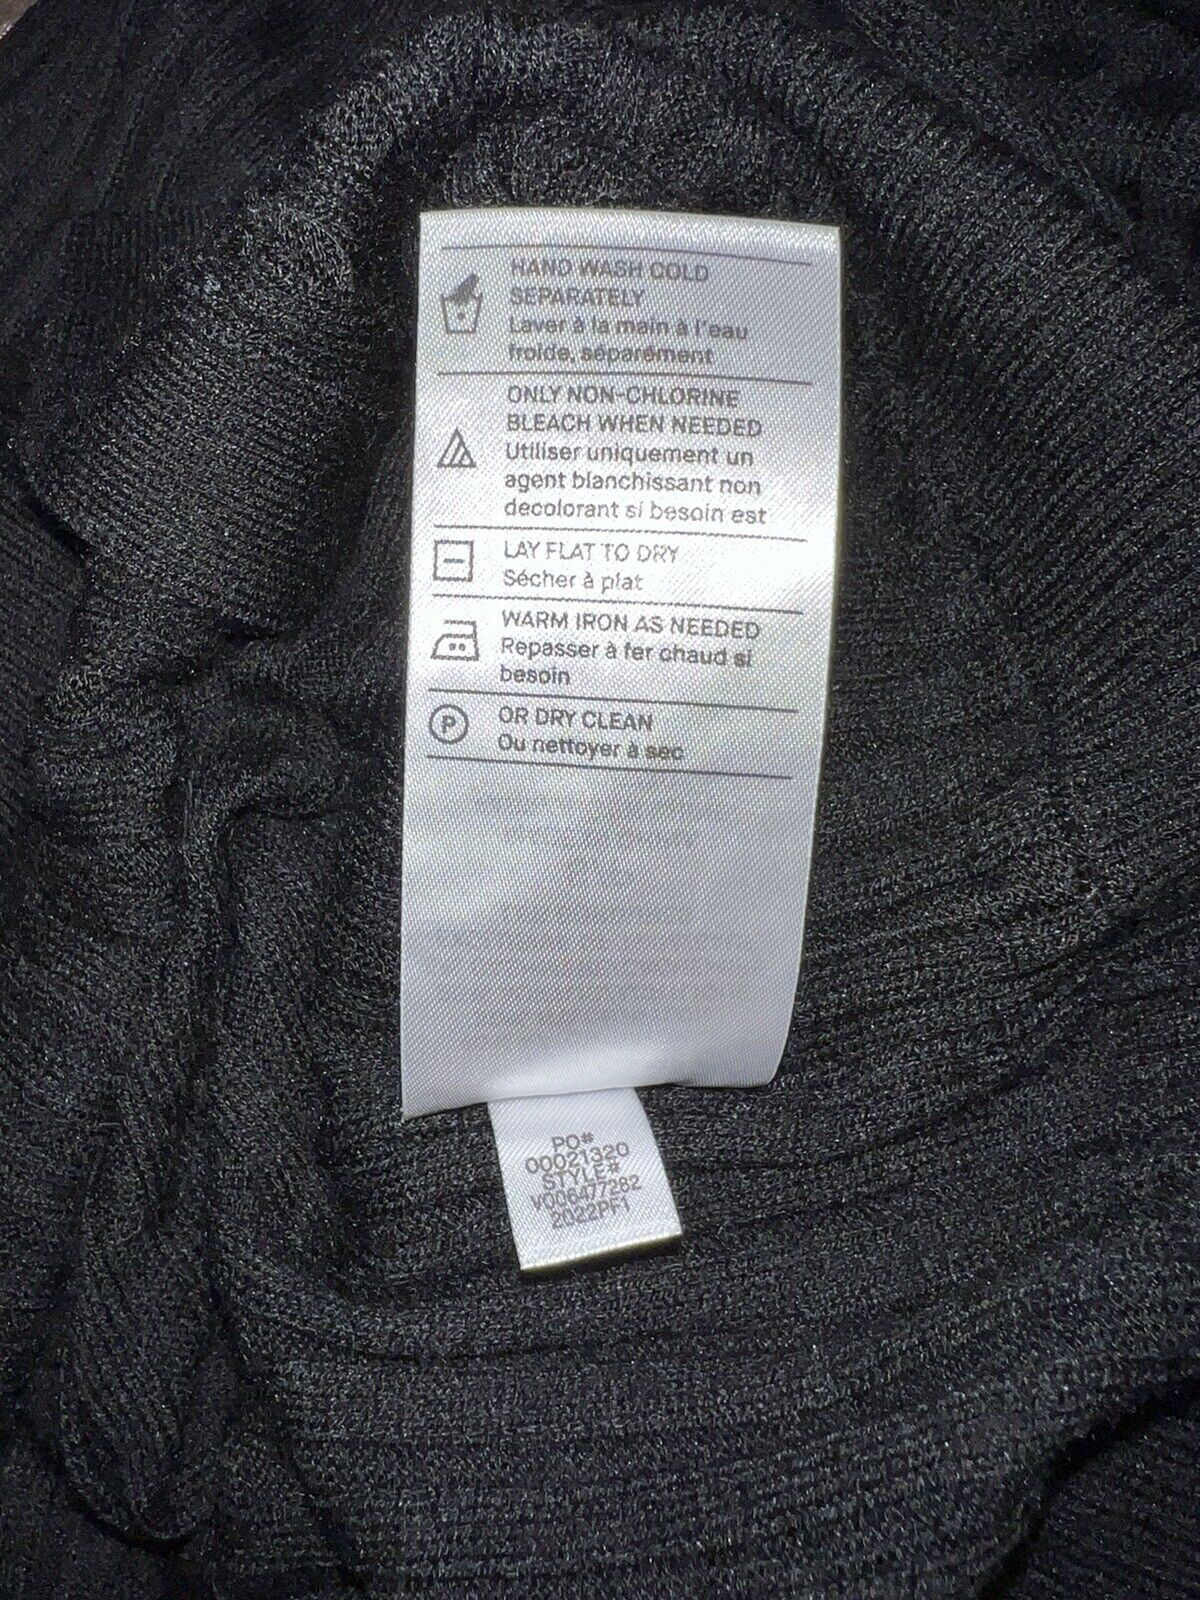 HAND WASH COLD
SEPARATELY
Laver à la main à l'eau
froide, séparément
ONLY NON-CHLORINE
BLEACH WHEN NEEDED
Utiliser uniquement un
agent blanchissant non
decolorant si besoin est
LAY FLAT TO DRY
Sécher à plat
WARM IRON AS NEEDED
Repasser à fer chaud si
besoin
P
OR DRY CLEAN
Ou nettoyer à sec
PO#
00021320
STYLE#
V006477282
2022PF1